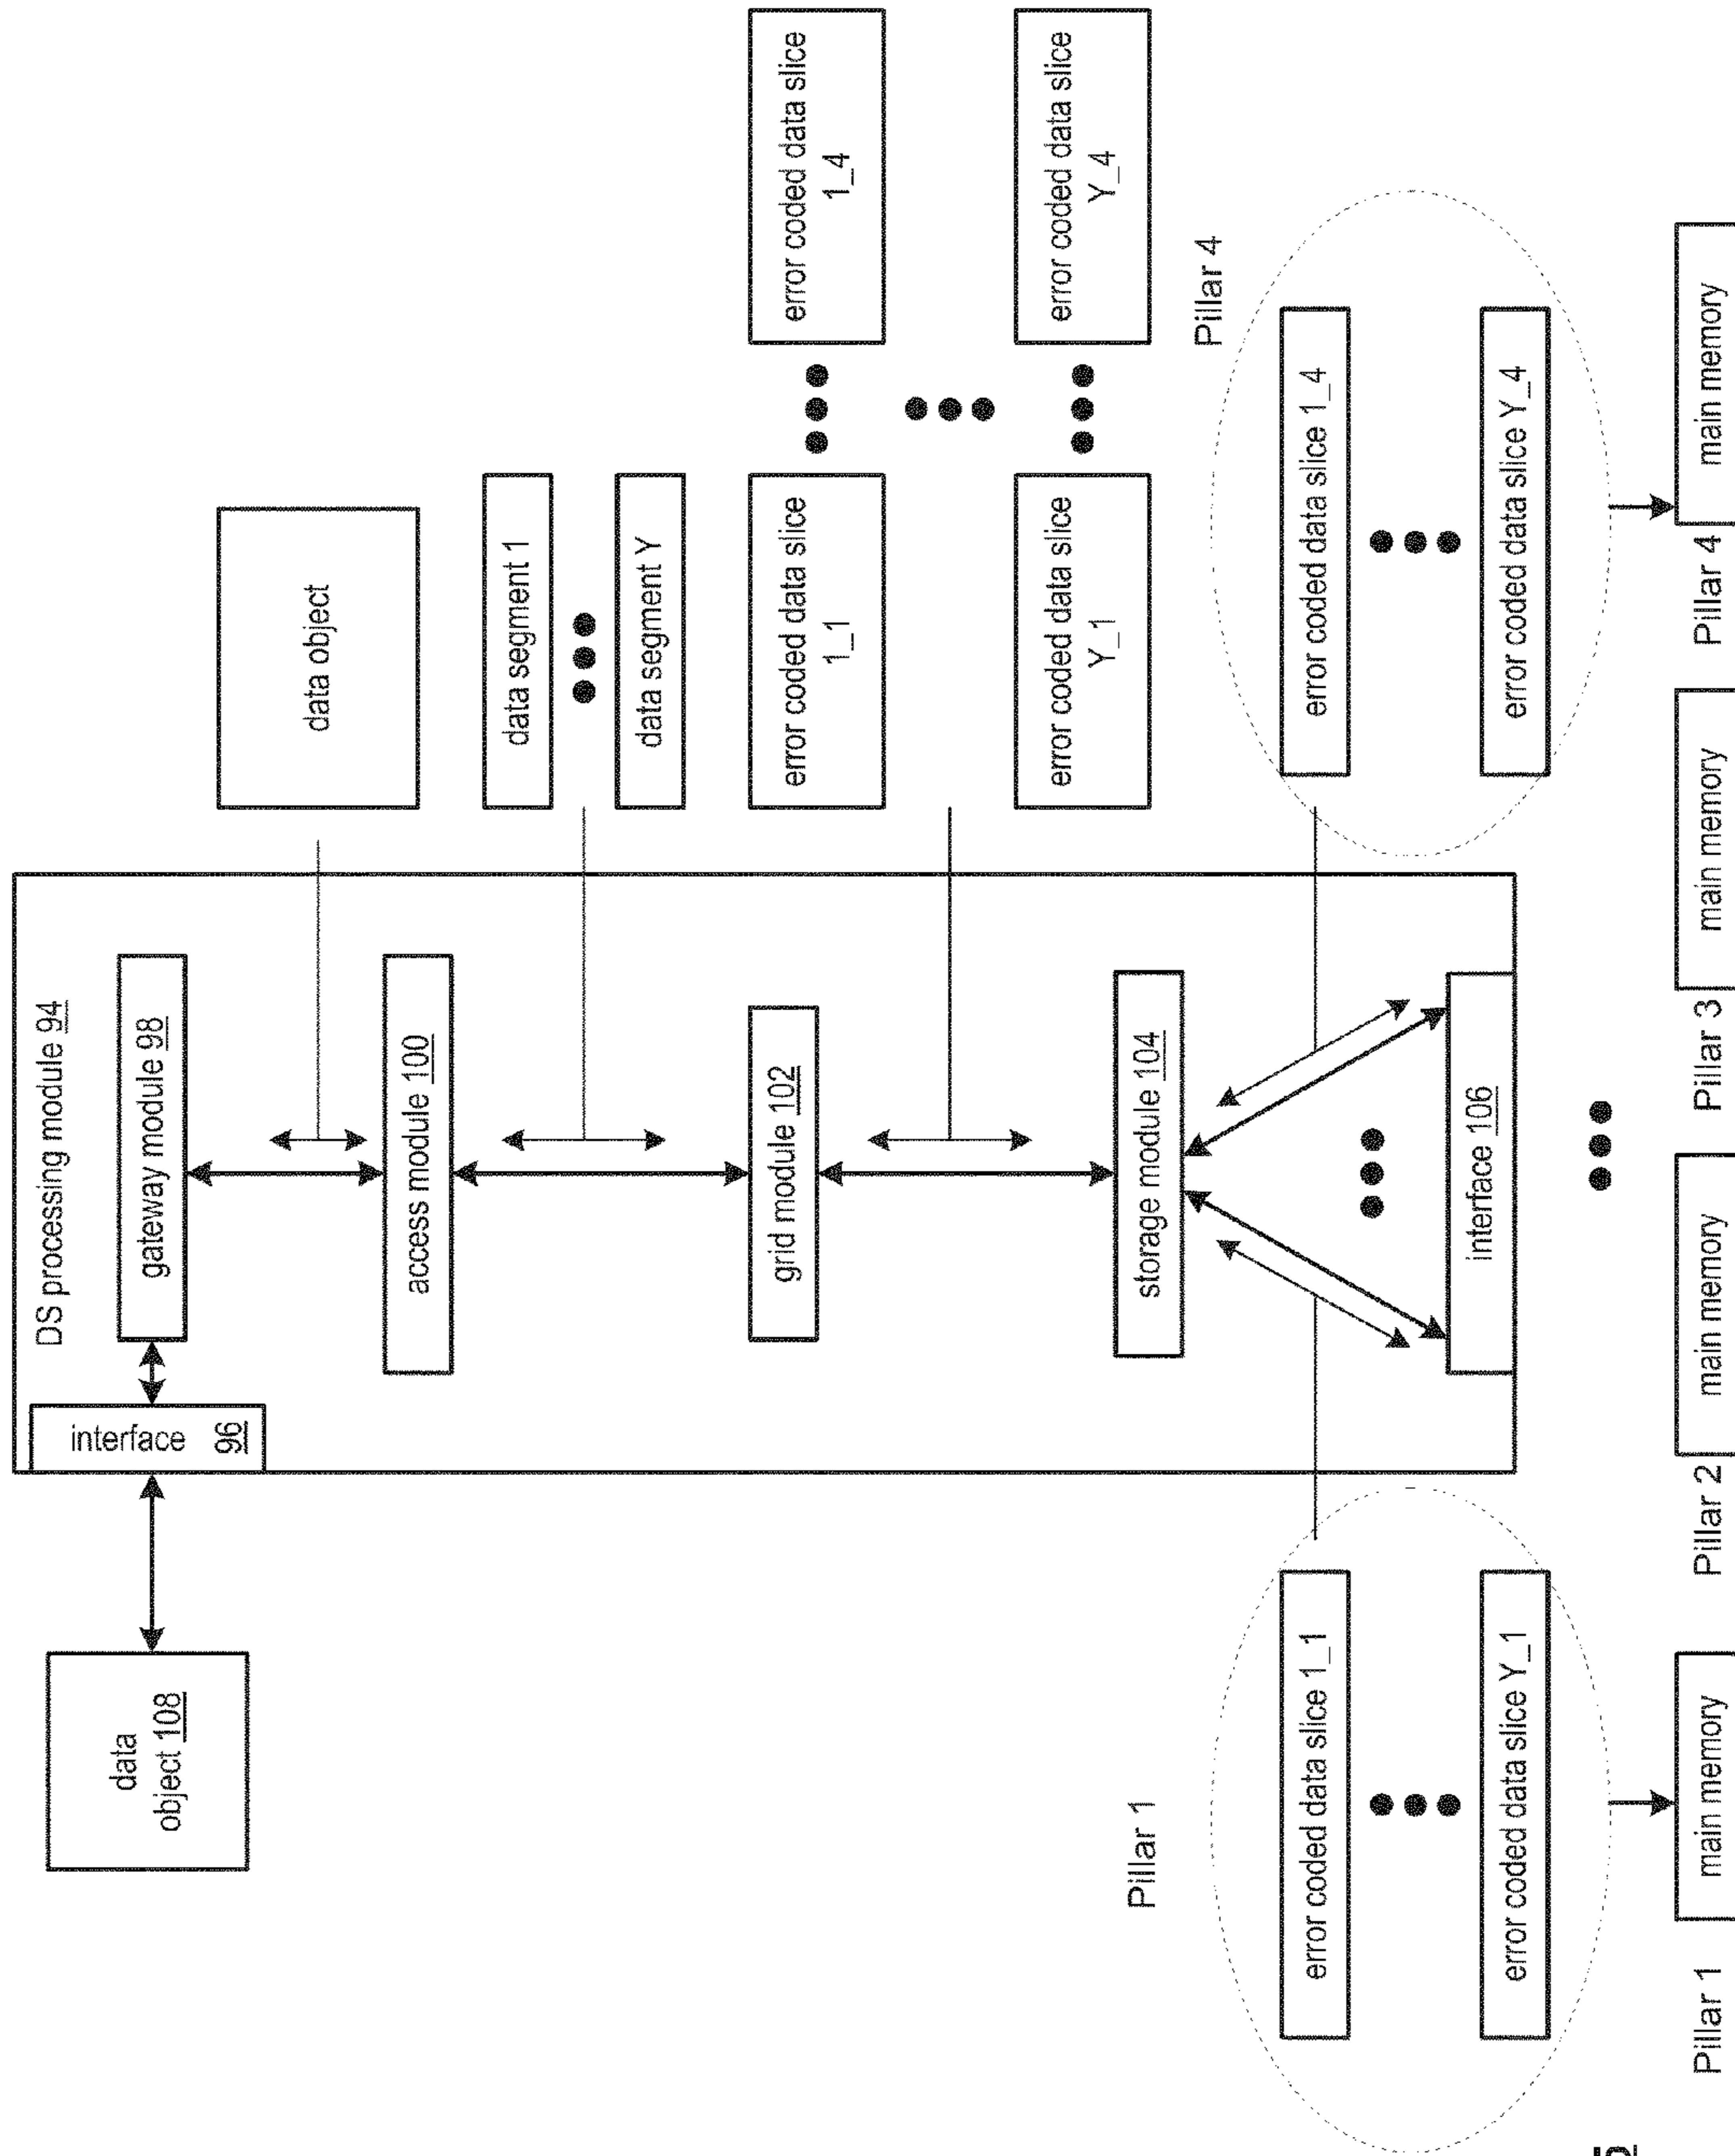 DS processing module 94
interface 96
gateway module 98
data
object 108
data object
access module 100
data segment 1
data segment Y
grid module 102
error coded data slice
1_1
error coded data slice
1_4
error coded data slice
Y_1
error coded data slice
Y_4
storage module 104
Pillar 1
Pillar 4
error coded data slice 1_1
error coded data slice 1_4
interface 106
error coded data slice Y_1
error coded data slice Y_4
Pillar 1
main memory
Pillar 2
main memory
Pillar 3
main memory
Pillar 4
main memory